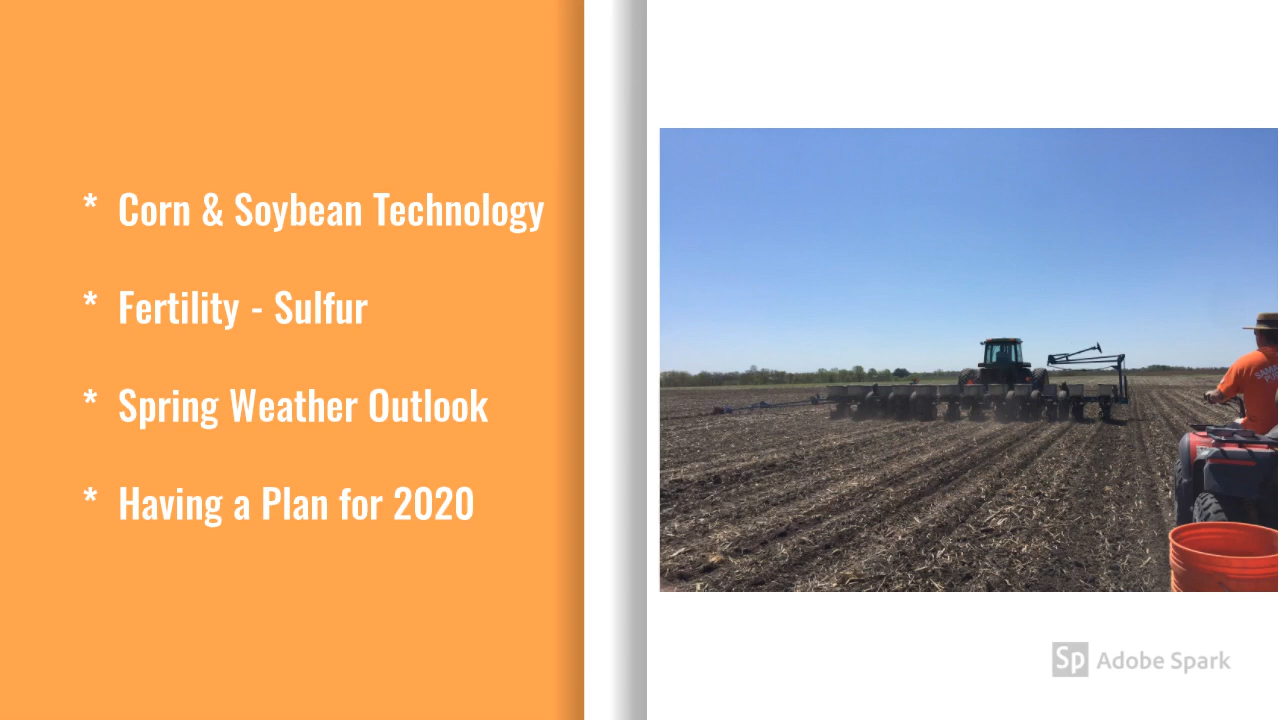 * Corn & Soybean Technology
* Fertility - Sulfur
* Spring Weather Outlook
* Having a Plan for 2020
Sp Adobe Spark